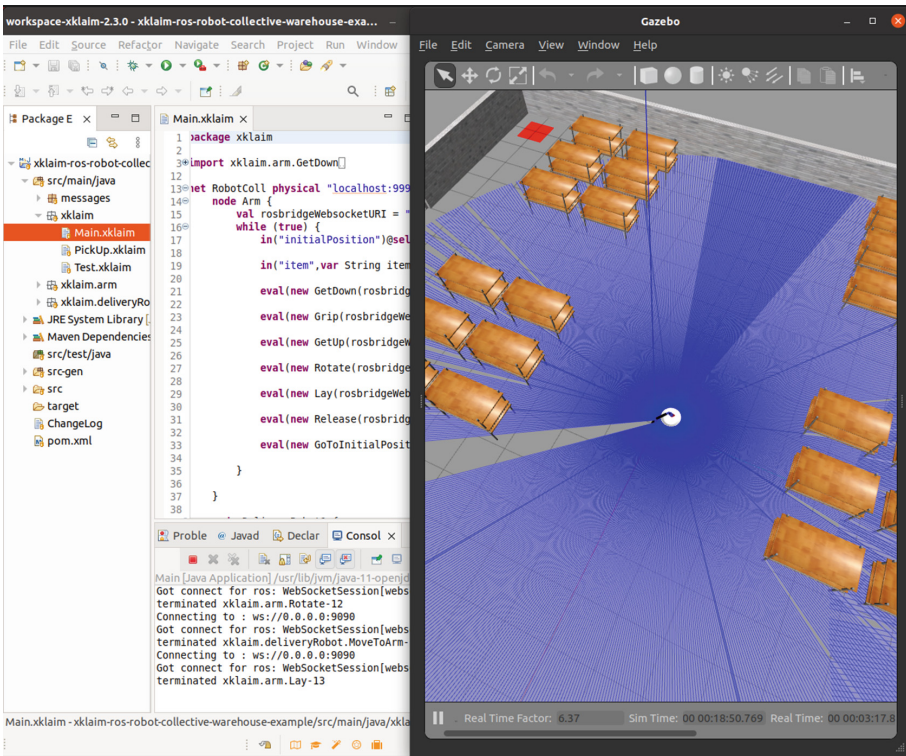 workspace-xklaim-2.3.0 - xklaim-ros-robot-collective-warehouse-exa...
File Edit Source Refactor Navigate Search Project Run Window
Package E
xklaim-ros-robot-collec
src/main/java
messages
xklaim
Main.xklaim
PickUp.xklaim
Test.xklaim
xklaim.arm
xklaim.deliveryRo
JRE System Library [
Maven Dependencies
src/test/java
src-gen
src
target
ChangeLog
pom.xml
Main.xklaim
1 package xklaim
2
3 import xklaim.arm.GetDown
12
13 net RobotColl physical "localhost:999
14 node Arm {
15 val rosbridgeWebsocketURI = "
16 while (true) {
17 in("initialPosition")@sel
18
19 in("item",var String item
20
21 eval(new GetDown(rosbridg
22
23 eval(new Grip(rosbridgeWe
24
25 eval(new GetUp(rosbridgeW
26
27 eval(new Rotate(rosbridge
28
29 eval(new Lay(rosbridgeWeb
30
31 eval(new Release(rosbridg
32
33 eval(new GoToInitialPosit
34
35 }
36
37 }
38
Proble Javad Declar Consol
Main [Java Application] /usr/lib/jvm/java-11-openjd
Got connect for ros: WebSocketSession[webs
terminated xklaim.arm.Rotate-12
Connecting to : ws://0.0.0.0:9090
Got connect for ros: WebSocketSession[webs
terminated xklaim.deliveryRobot.MoveToArm-
Connecting to : ws://0.0.0.0:9090
Got connect for ros: WebSocketSession[webs
terminated xklaim.arm.Lay-13
Main.xklaim - xklaim-ros-robot-collective-warehouse-example/src/main/java/xkla
Gazebo
File Edit Camera View Window Help
Real Time Factor: 6.37 Sim Time: 00 00:18:50.769 Real Time: 00 00:03:17.8